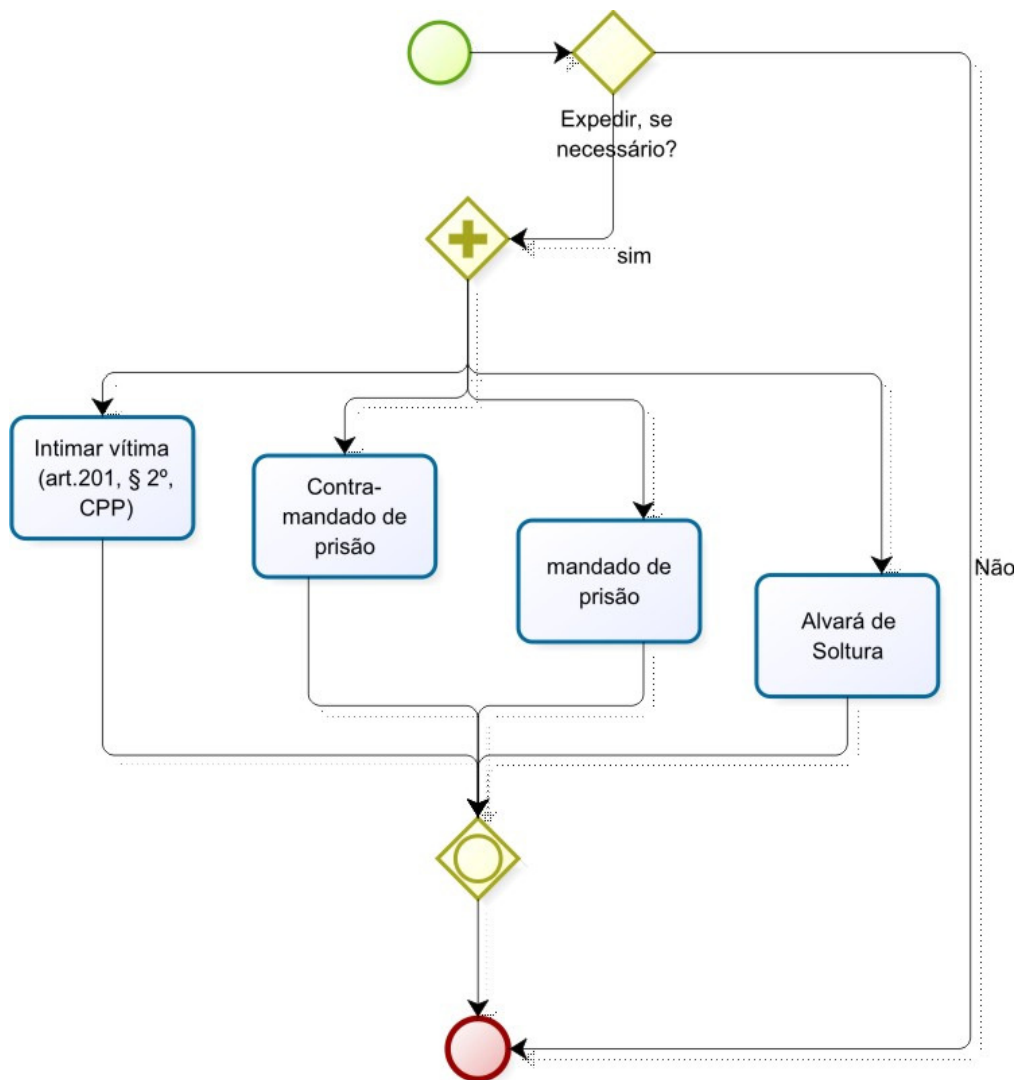 Expedir, se
necessário?
sim
Intimar vítima
(art.201, § 2º,
CPP)
Contra-
mandado de
prisão
mandado de
prisão
Não
Alvará de
Soltura